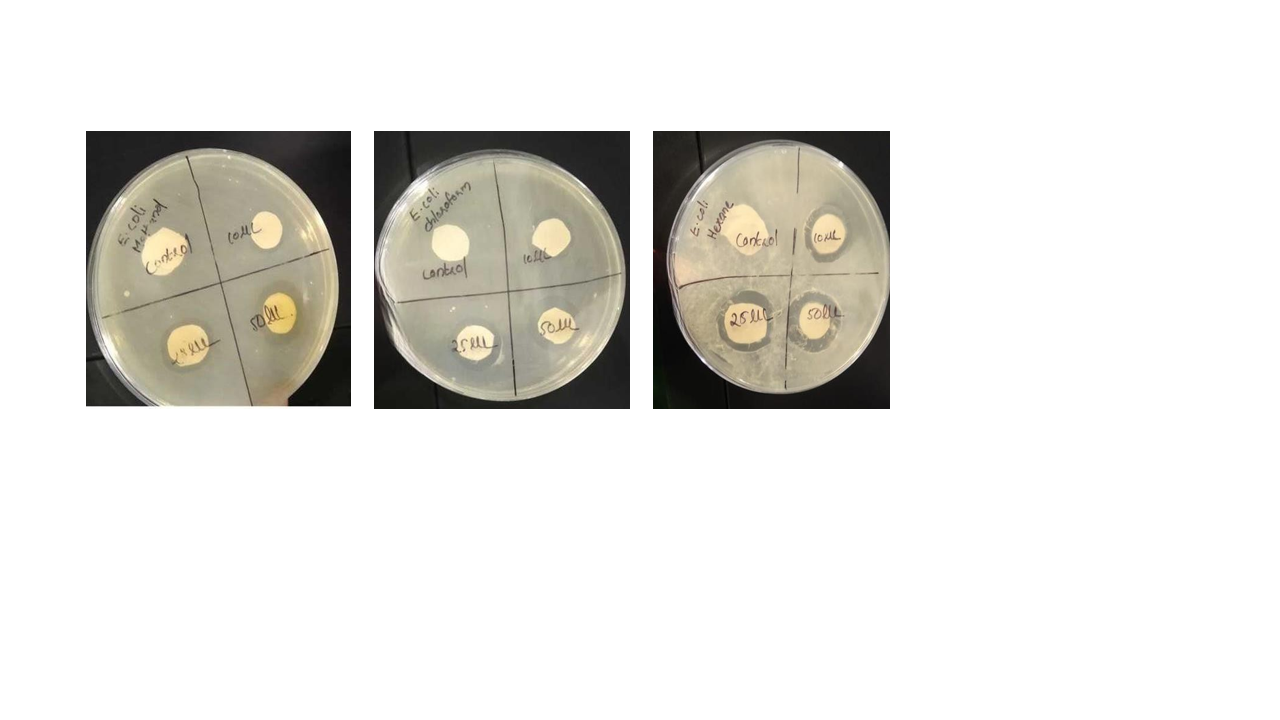 E.coli
Methanol
Control
10µL
25µL
50µL
E.coli
chloroform
control
10µL
25µL
50µL
E.coli
Hexane
Control
10µL
25µL
50µL